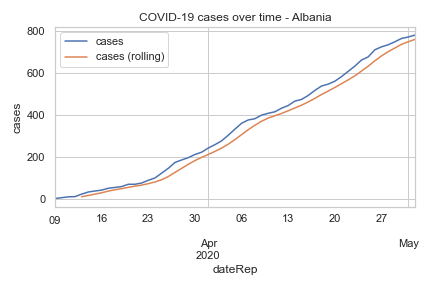 COVID-19 cases over time - Albania
cases
cases (rolling)
800
600
400
200
0
cases
09 16 23 30 06 13 20 27
Apr May
2020
dateRep